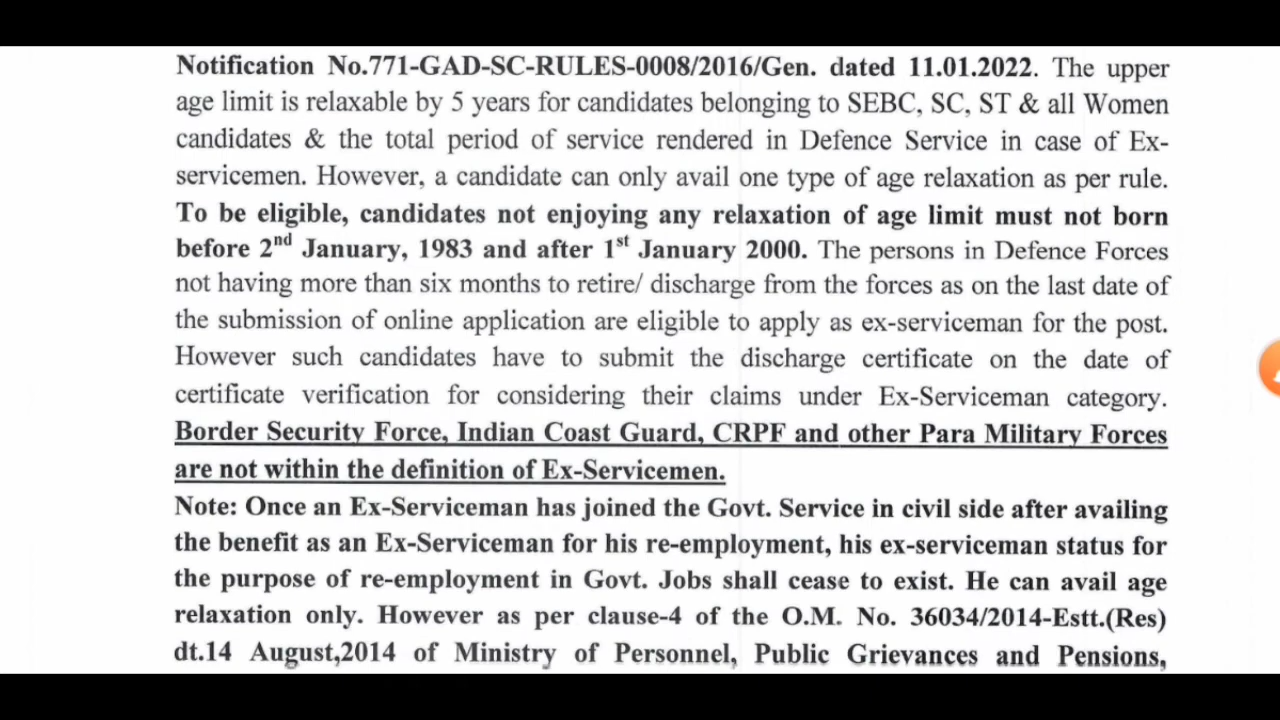 Notification No.771-GAD-SC-RULES-0008/2016/Gen. dated 11.01.2022. The upper
age limit is relaxable by 5 years for candidates belonging to SEBC, SC, ST & all Women
candidates & the total period of service rendered in Defence Service in case of Ex-
servicemen. However, a candidate can only avail one type of age relaxation as per rule.
To be eligible, candidates not enjoying any relaxation of age limit must not born
before 2nd January, 1983 and after 1st January 2000. The persons in Defence Forces
not having more than six months to retire/ discharge from the forces as on the last date of
the submission of online application are eligible to apply as ex-serviceman for the post.
However such candidates have to submit the discharge certificate on the date of
certificate verification for considering their claims under Ex-Serviceman category.
Border Security Force, Indian Coast Guard, CRPF and other Para Military Forces
are not within the definition of Ex-Servicemen.
Note: Once an Ex-Serviceman has joined the Govt. Service in civil side after availing
the benefit as an Ex-Serviceman for his re-employment, his ex-serviceman status for
the purpose of re-employment in Govt. Jobs shall cease to exist. He can avail age
relaxation only. However as per clause-4 of the O.M. No. 36034/2014-Estt.(Res)
dt.14 August,2014 of Ministry of Personnel, Public Grievances and Pensions,